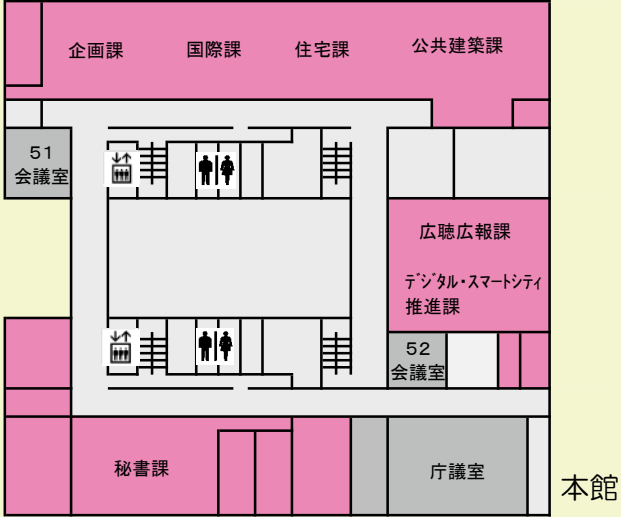 企画課
国際課
住宅課
公共建築課
51
会議室
広聴広報課
デジタル・スマートシティ
推進課
52
会議室
秘書課
庁議室
本館